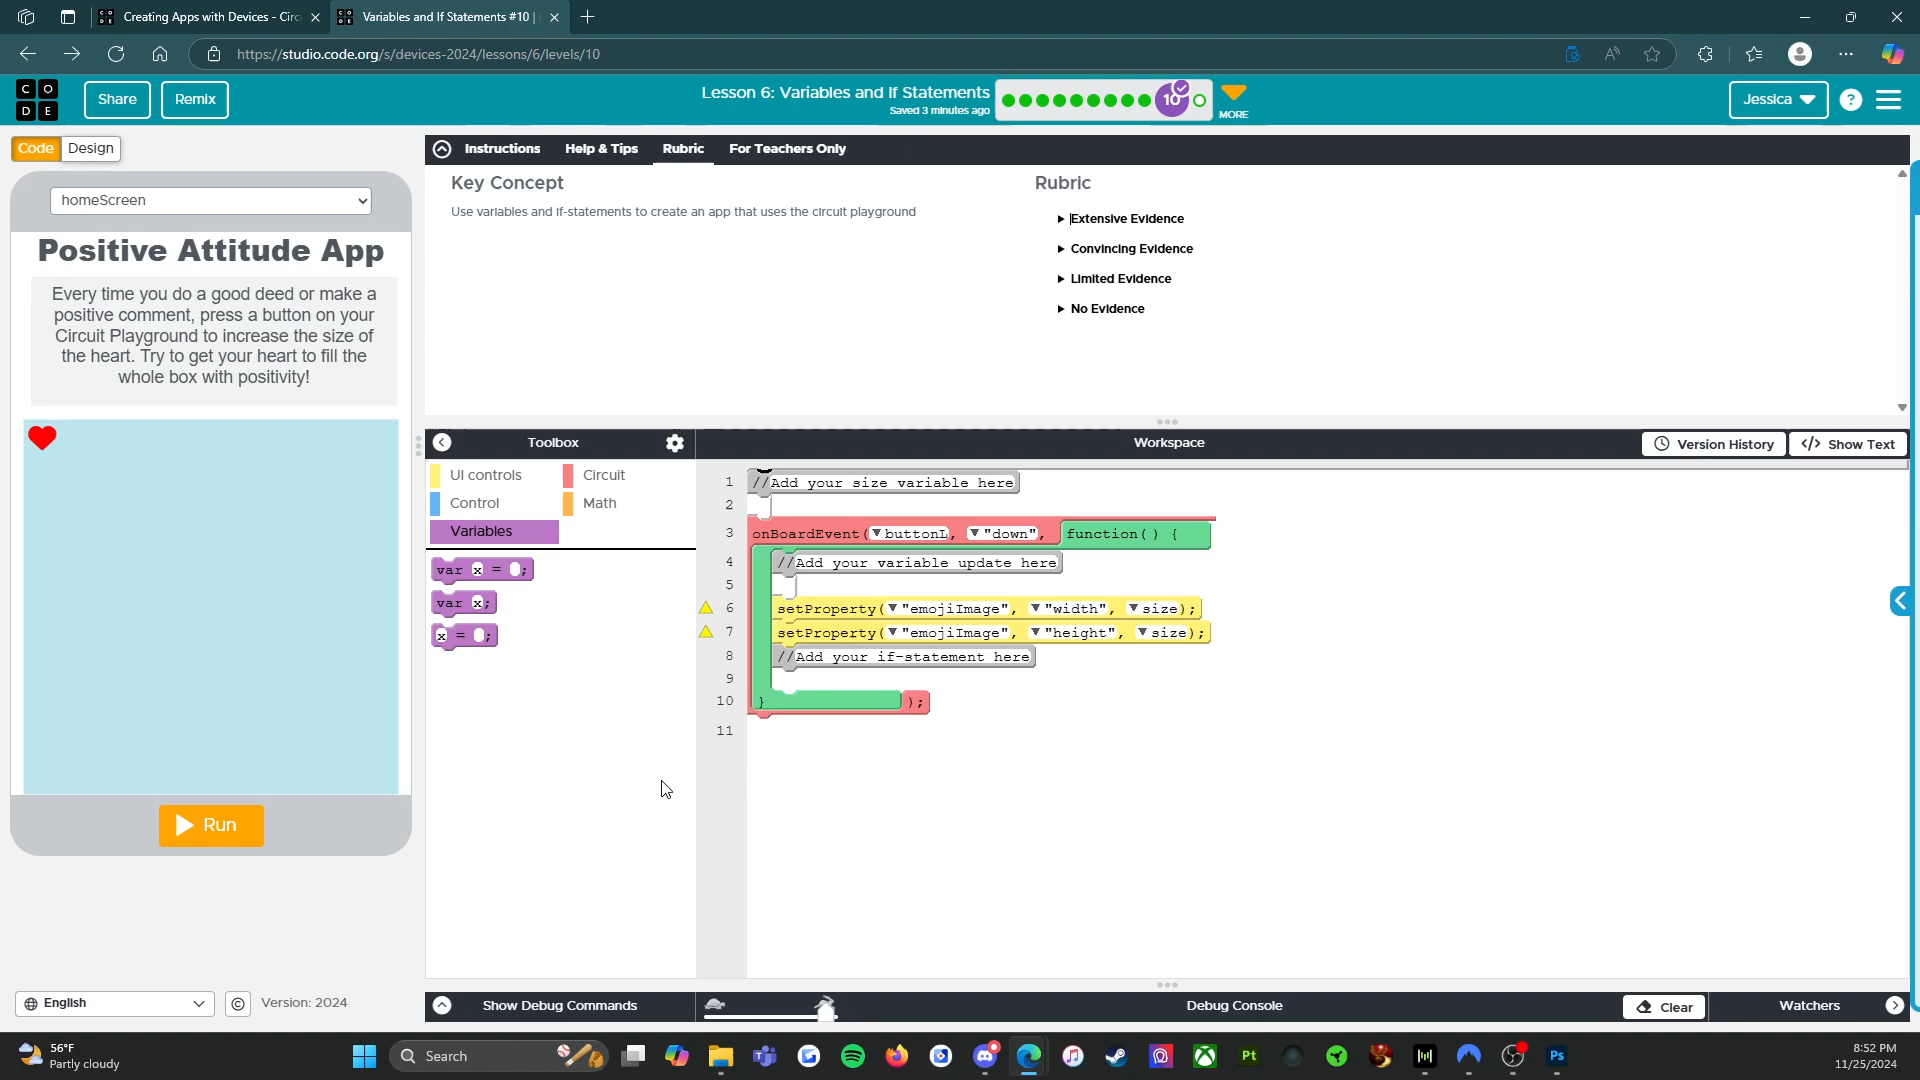 Creating Apps with Devices - Circ
Variables and If Statements #10 |
https://studio.code.org/s/devices-2024/lessons/6/levels/10
C O
D E
Share
Remix
Lesson 6: Variables and If Statements
Saved 3 minutes ago
10
MORE
Jessica
?
Code
Design
Instructions
Help & Tips
Rubric
For Teachers Only
homeScreen
Key Concept
Use variables and if-statements to create an app that uses the circuit playground
Rubric
Extensive Evidence
Convincing Evidence
Limited Evidence
No Evidence
Positive Attitude App
Every time you do a good deed or make a
positive comment, press a button on your
Circuit Playground to increase the size of
the heart. Try to get your heart to fill the
whole box with positivity!
Toolbox
Workspace
Version History
</> Show Text
UI controls
Circuit
Control
Math
Variables
var x = ;
var x;
x = ;
1 //Add your size variable here
2
3 onBoardEvent( buttonL, "down", function() {
4 //Add your variable update here
5
6 setProperty( "emojiImage", "width", size);
7 setProperty( "emojiImage", "height", size);
8 //Add your if-statement here
9
10 } );
11
Run
English
©
Version: 2024
Show Debug Commands
Debug Console
Clear
Watchers
56°F
Partly cloudy
Search
Pt
Ps
8:52 PM
11/25/2024